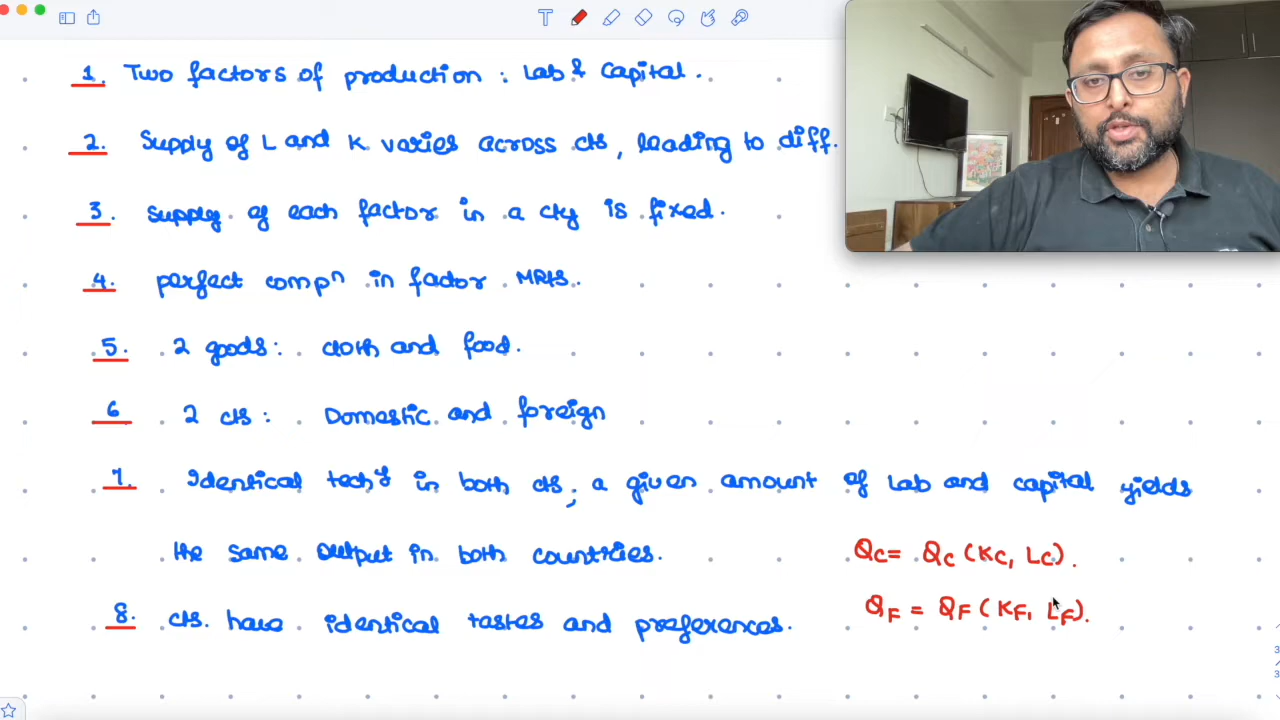 1. Two factors of production : Lab & Capital.
2. Supply of L and K varies across cts, leading to diff.
3. Supply of each factor in a cty is fixed.
4. perfect compⁿ in factor MRKS.
5. 2 goods: cloth and food.
6 2 cts: Domestic and foreign
7. Identical techʸ in both cts; a given amount of Lab and capital yields
the same output in both countries.
QC = QC (KC, LC).
QF = QF (KF, LF).
8. cts. have identical tastes and preferences.